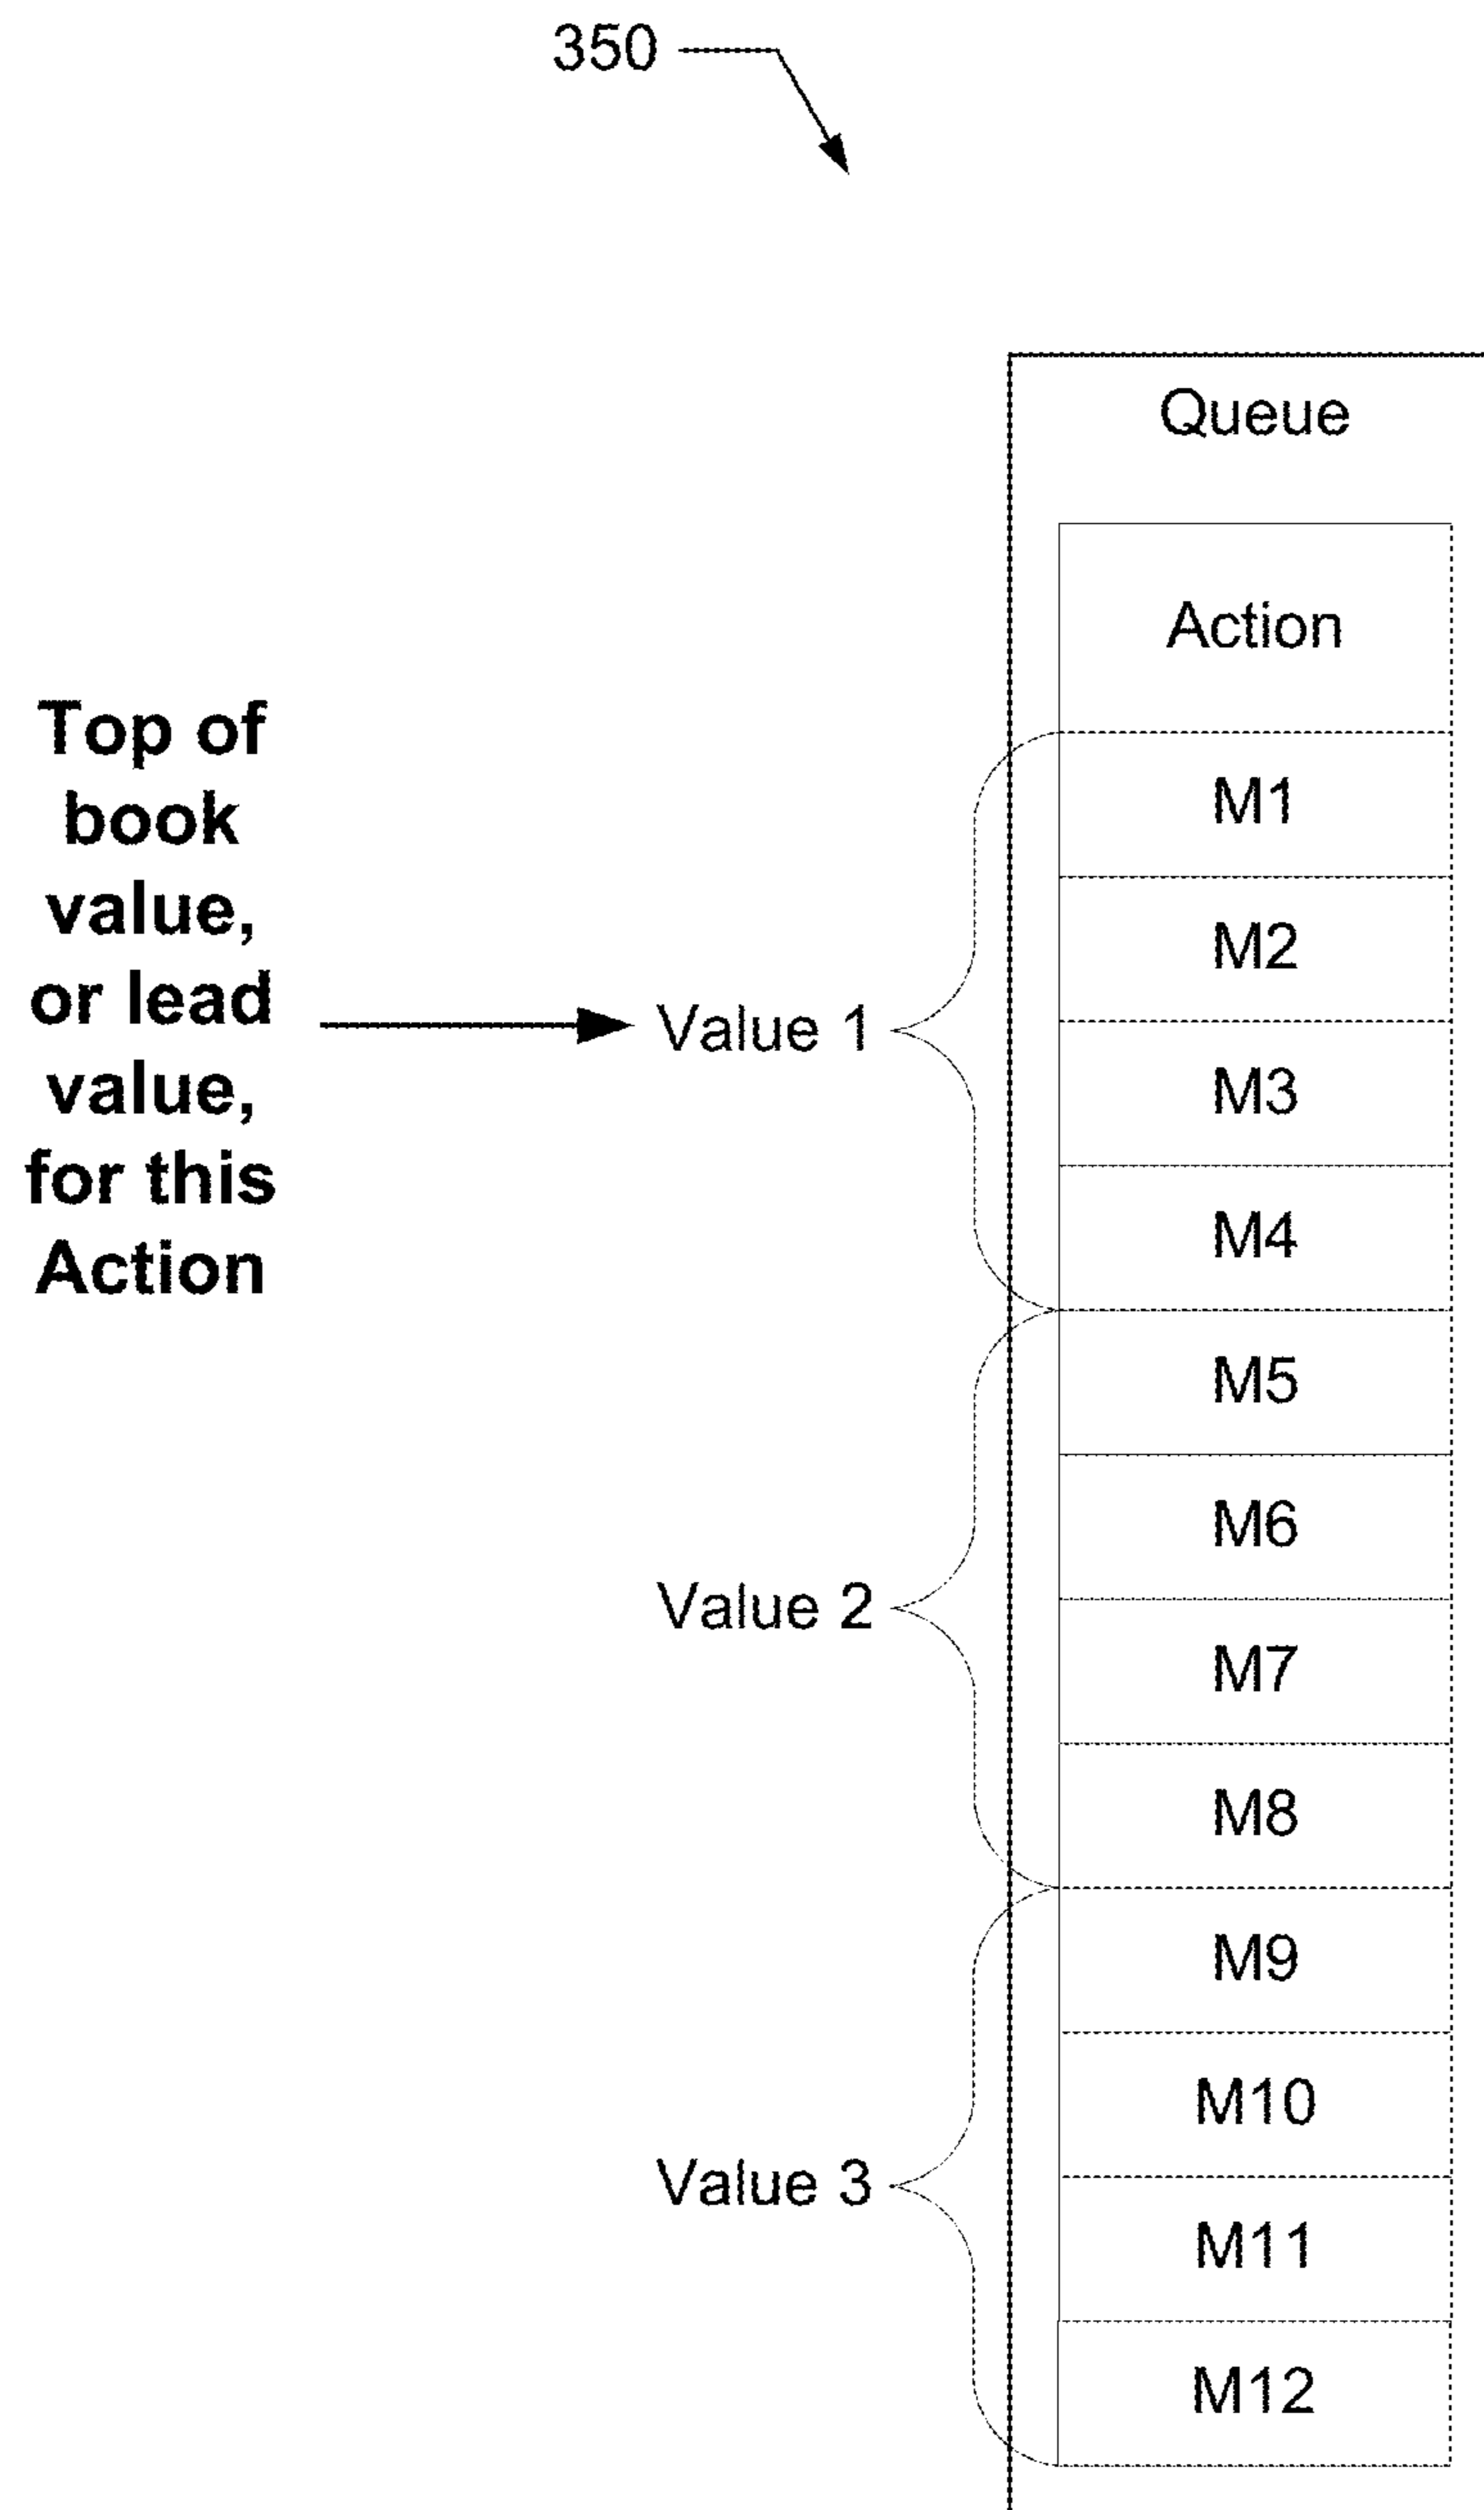 350
Queue
Action
Top of
book
value,
or lead
value,
for this
Action
Value 1
Value 2
Value 3
M1
M2
M3
M4
M5
M6
M7
M8
M9
M10
M11
M12